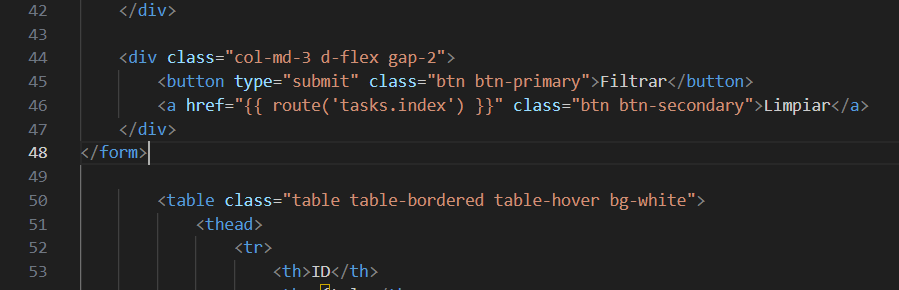 42 </div>
43
44 <div class="col-md-3 d-flex gap-2">
45 <button type="submit" class="btn btn-primary">Filtrar</button>
46 <a href="{{ route('tasks.index') }}" class="btn btn-secondary">Limpiar</a>
47 </div>
48 </form>
49
50 <table class="table table-bordered table-hover bg-white">
51 <thead>
52 <tr>
53 <th>ID</th>